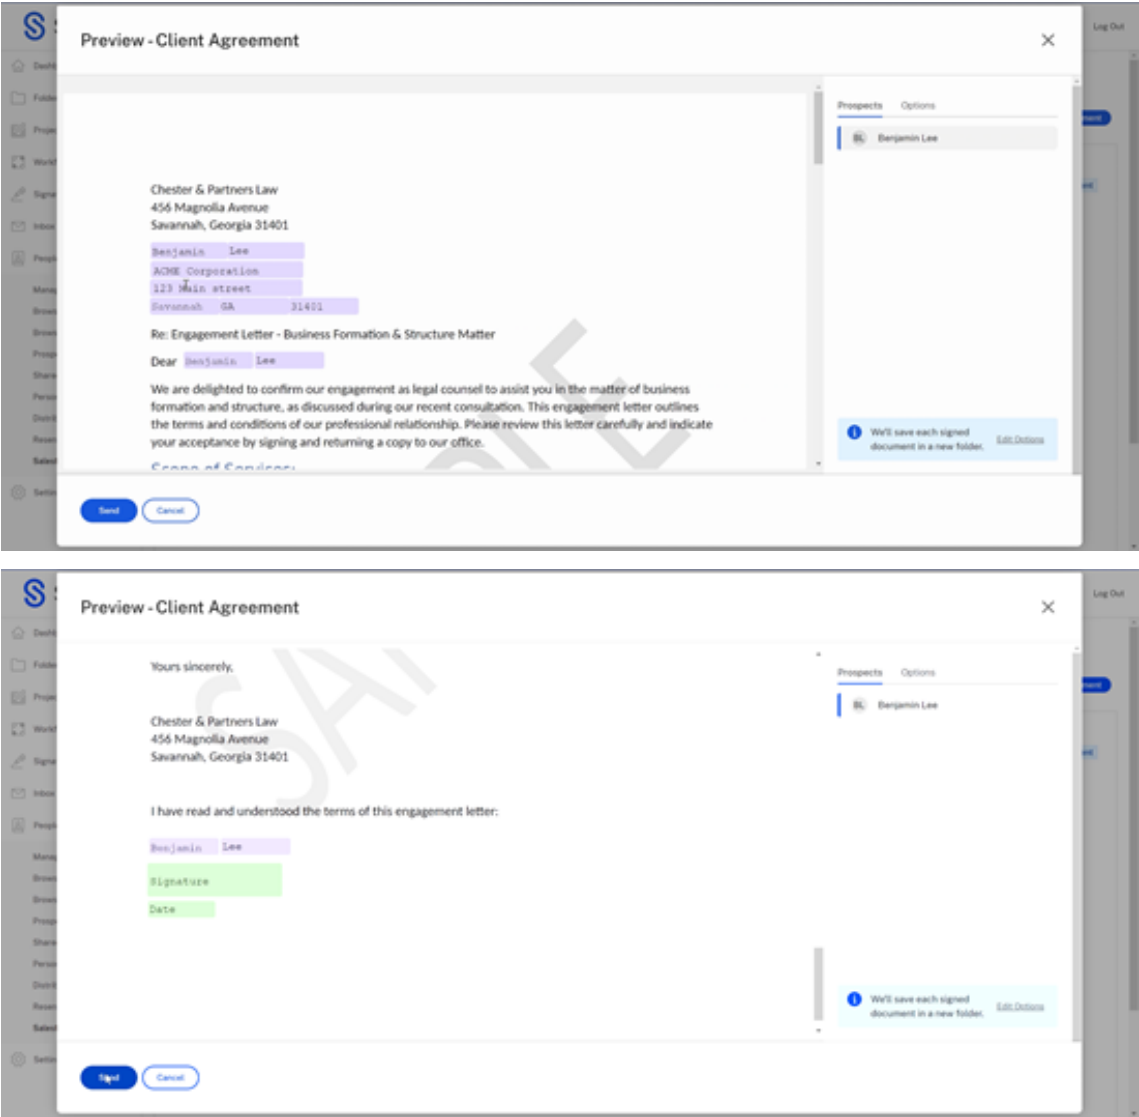 S
Log Out
Preview - Client Agreement
Prospects Options
BL Benjamin Lee
Chester & Partners Law
456 Magnolia Avenue
Savannah, Georgia 31401
Benjamin Lee
ACME Corporation
123 Main street
Savannah GA 31401
Re: Engagement Letter - Business Formation & Structure Matter
Dear Benjamin Lee
We are delighted to confirm our engagement as legal counsel to assist you in the matter of business
formation and structure, as discussed during our recent consultation. This engagement letter outlines
the terms and conditions of our professional relationship. Please review this letter carefully and indicate
your acceptance by signing and returning a copy to our office.
Scope of Services:
We'll save each signed
document in a new folder.
Edit Options
Send Cancel
S
Log Out
Preview - Client Agreement
Prospects Options
BL Benjamin Lee
Yours sincerely,
Chester & Partners Law
456 Magnolia Avenue
Savannah, Georgia 31401
I have read and understood the terms of this engagement letter:
Benjamin Lee
Signature
Date
We'll save each signed
document in a new folder.
Edit Options
Send Cancel